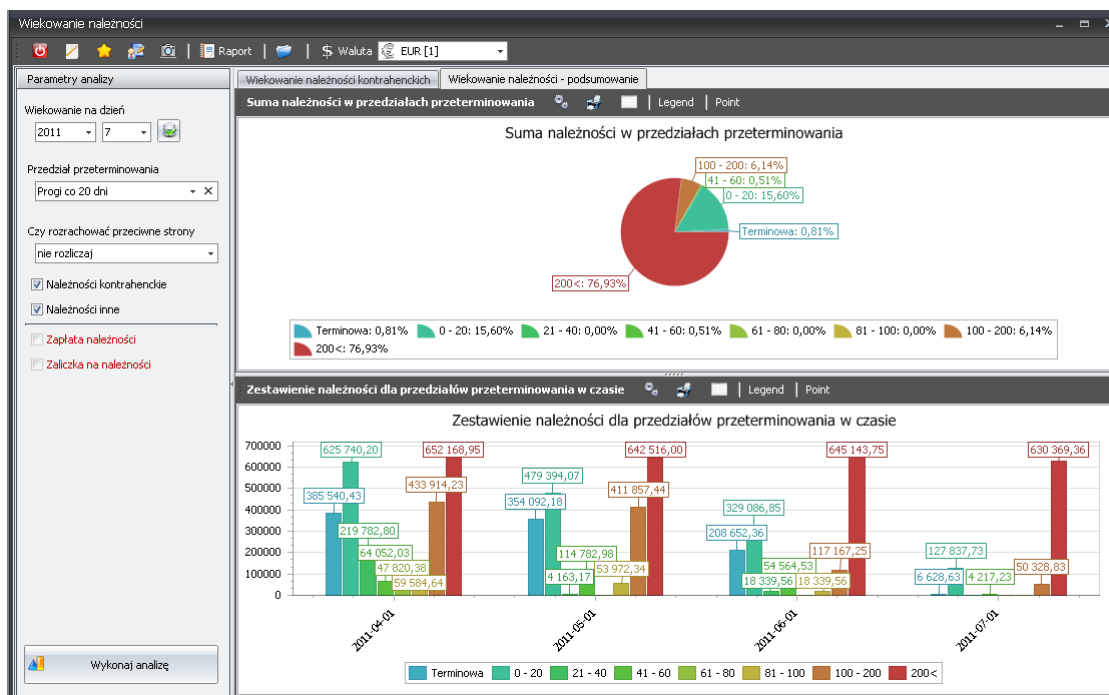 Wiekowanie należności
Raport
$ Waluta EUR [1]
Parametry analizy
Wiekowanie na dzień
2011 7
Przedział przeterminowania
Progi co 20 dni
Czy rozrachować przeciwne strony
nie rozliczaj
Należności kontrahenckie
Należności inne
Zapłata należności
Zaliczka na należności
Wykonaj analizę
Wiekowanie należności kontrahenckich
Wiekowanie należności - podsumowanie
Suma należności w przedziałach przeterminowania Legend Point
Suma należności w przedziałach przeterminowania
100 - 200: 6,14%
41 - 60: 0,51%
0 - 20: 15,60%
Terminowa: 0,81%
200<: 76,93%
Terminowa: 0,81% 0 - 20: 15,60% 21 - 40: 0,00% 41 - 60: 0,51% 61 - 80: 0,00% 81 - 100: 0,00% 100 - 200: 6,14%
200<: 76,93%
Zestawienie należności dla przedziałów przeterminowania w czasie Legend Point
Zestawienie należności dla przedziałów przeterminowania w czasie
700000
600000
500000
400000
300000
200000
100000
0
385 540,43
625 740,20
219 782,80
64 052,03
47 820,38
59 584,64
433 914,23
652 168,95
354 092,18
479 394,07
4 163,17
114 782,98
53 972,34
411 857,44
642 516,00
208 652,36
329 086,85
18 339,56
54 564,53
18 339,56
117 167,25
645 143,75
6 628,63
127 837,73
4 217,23
50 328,83
630 369,36
2011-04-01
2011-05-01
2011-06-01
2011-07-01
Terminowa 0 - 20 21 - 40 41 - 60 61 - 80 81 - 100 100 - 200 200<